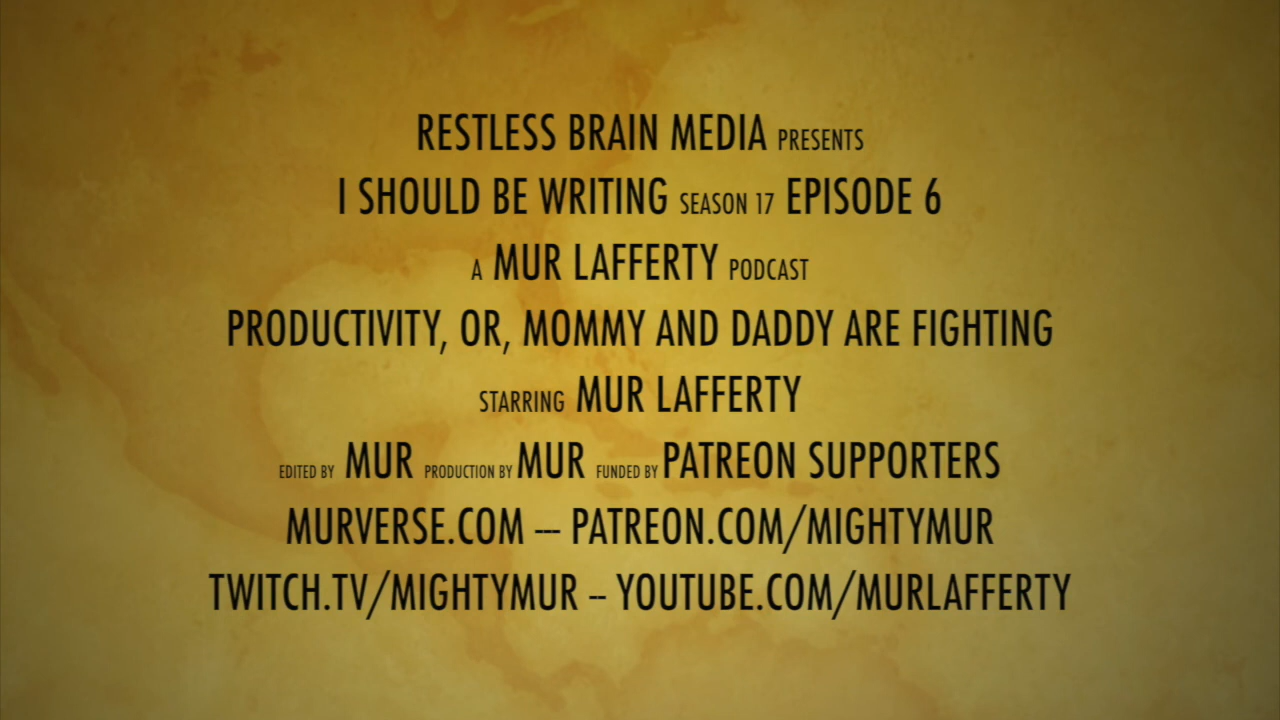 RESTLESS BRAIN MEDIA PRESENTS
I SHOULD BE WRITING SEASON 17 EPISODE 6
A MUR LAFFERTY PODCAST
PRODUCTIVITY, OR, MOMMY AND DADDY ARE FIGHTING
STARRING MUR LAFFERTY
EDITED BY MUR PRODUCTION BY MUR FUNDED BY PATREON SUPPORTERS
MURVERSE.COM --- PATREON.COM/MIGHTYMUR
TWITCH.TV/MIGHTYMUR -- YOUTUBE.COM/MURLAFFERTY